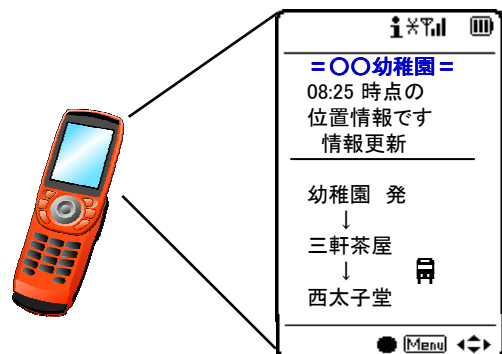 =〇〇幼稚園=
08:25 時点の
位置情報です
情報更新
幼稚園 発
↓
三軒茶屋
↓
西太子堂
Menu